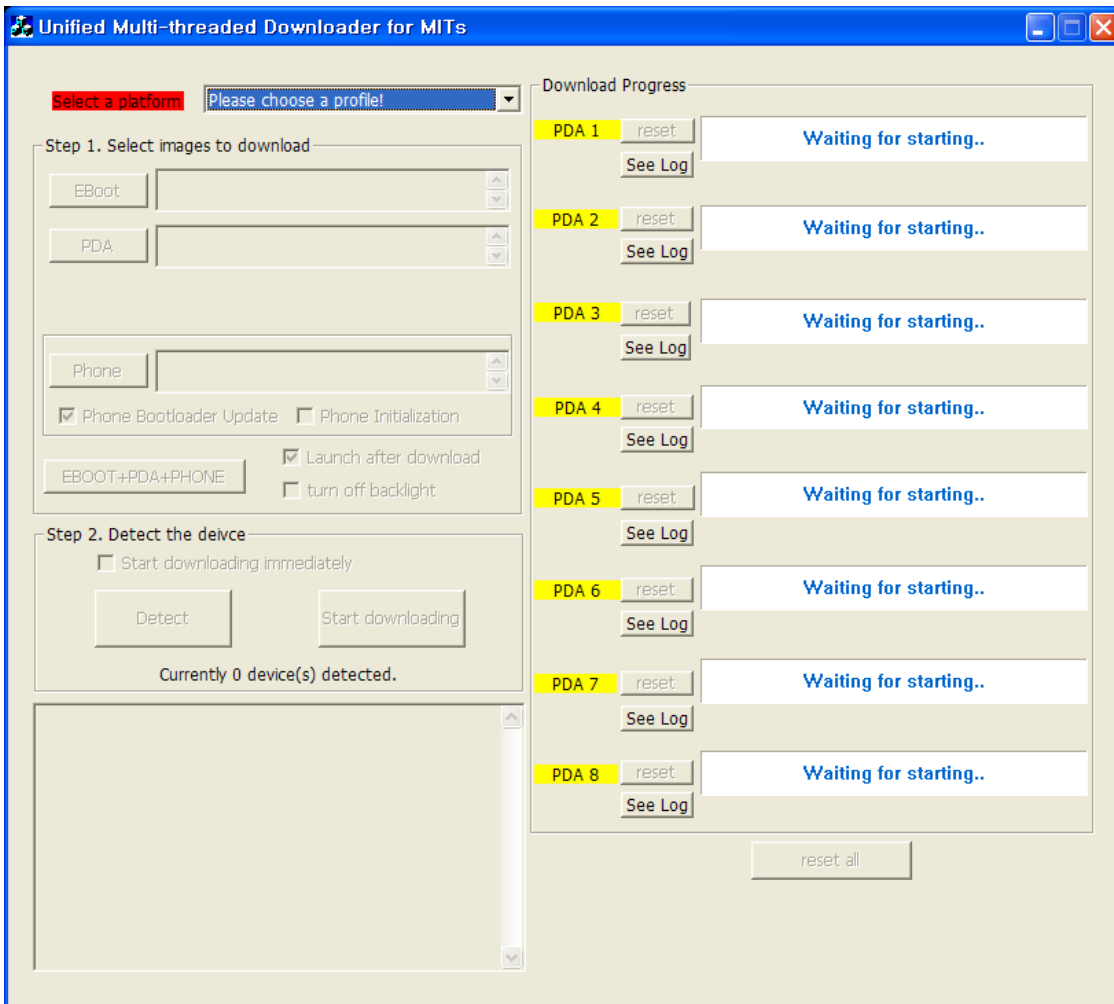 Unified Multi-threaded Downloader for MITs
Select a platform
Please choose a profile!
Step 1. Select images to download
EBoot
PDA
Phone
Phone Bootloader Update
Phone Initialization
EBOOT+PDA+PHONE
Launch after download
turn off backlight
Step 2. Detect the deivce
Start downloading immediately
Detect
Start downloading
Currently 0 device(s) detected.
Download Progress
PDA 1
reset
Waiting for starting..
See Log
PDA 2
reset
Waiting for starting..
See Log
PDA 3
reset
Waiting for starting..
See Log
PDA 4
reset
Waiting for starting..
See Log
PDA 5
reset
Waiting for starting..
See Log
PDA 6
reset
Waiting for starting..
See Log
PDA 7
reset
Waiting for starting..
See Log
PDA 8
reset
Waiting for starting..
See Log
reset all